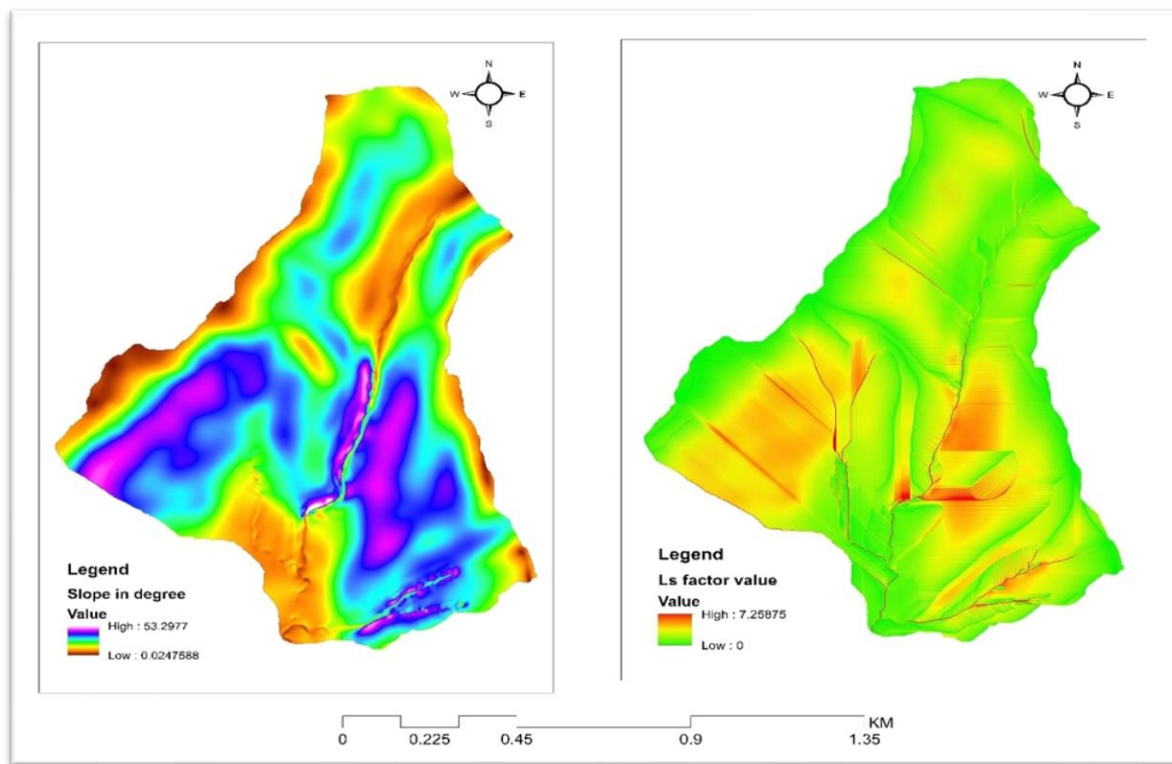 N
W E
S
Legend
Slope in degree
Value
High : 53.2977
Low : 0.0247588
N
W E
S
Legend
Ls factor value
Value
High : 7.25875
Low : 0
KM
0 0.225 0.45 0.9 1.35